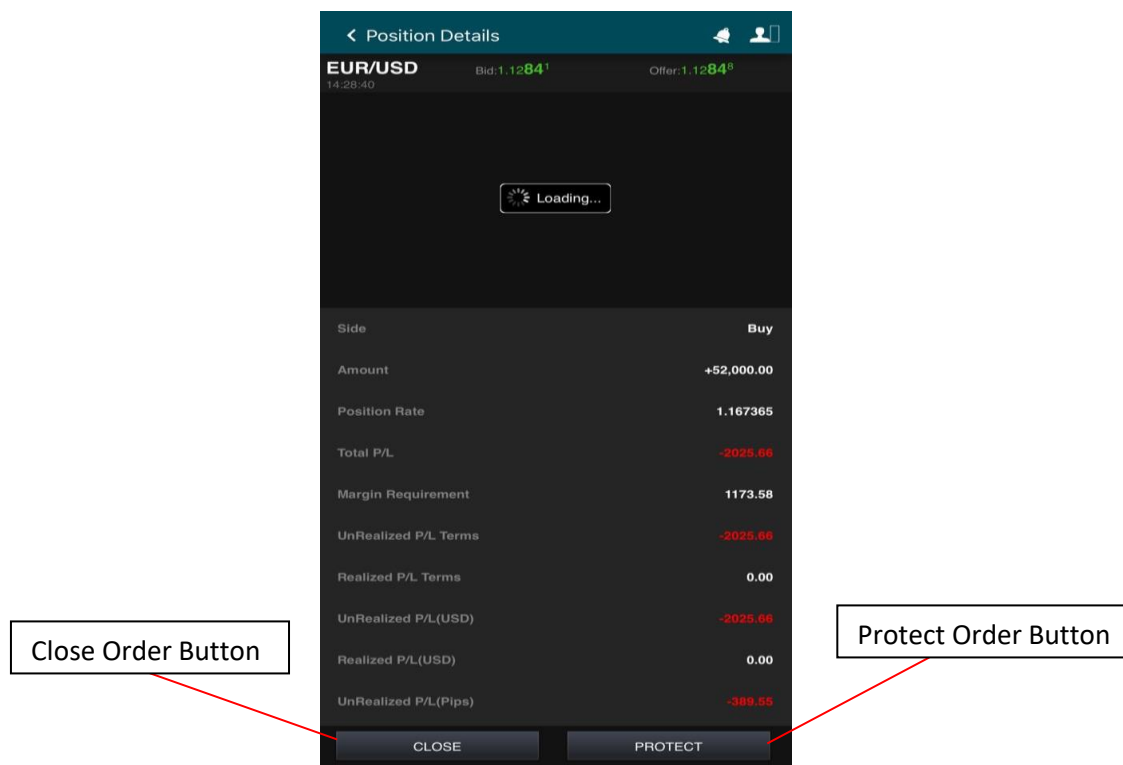 Position Details
EUR/USD Bid:1.12841 Offer:1.12848
14:28:40
Loading...
Side Buy
Amount +52,000.00
Position Rate 1.167365
Total P/L -2025.66
Margin Requirement 1173.58
UnRealized P/L Terms -2025.66
Realized P/L Terms 0.00
UnRealized P/L(USD) -2025.66
Realized P/L(USD) 0.00
UnRealized P/L(Pips) -389.55
CLOSE PROTECT
Close Order Button
Protect Order Button